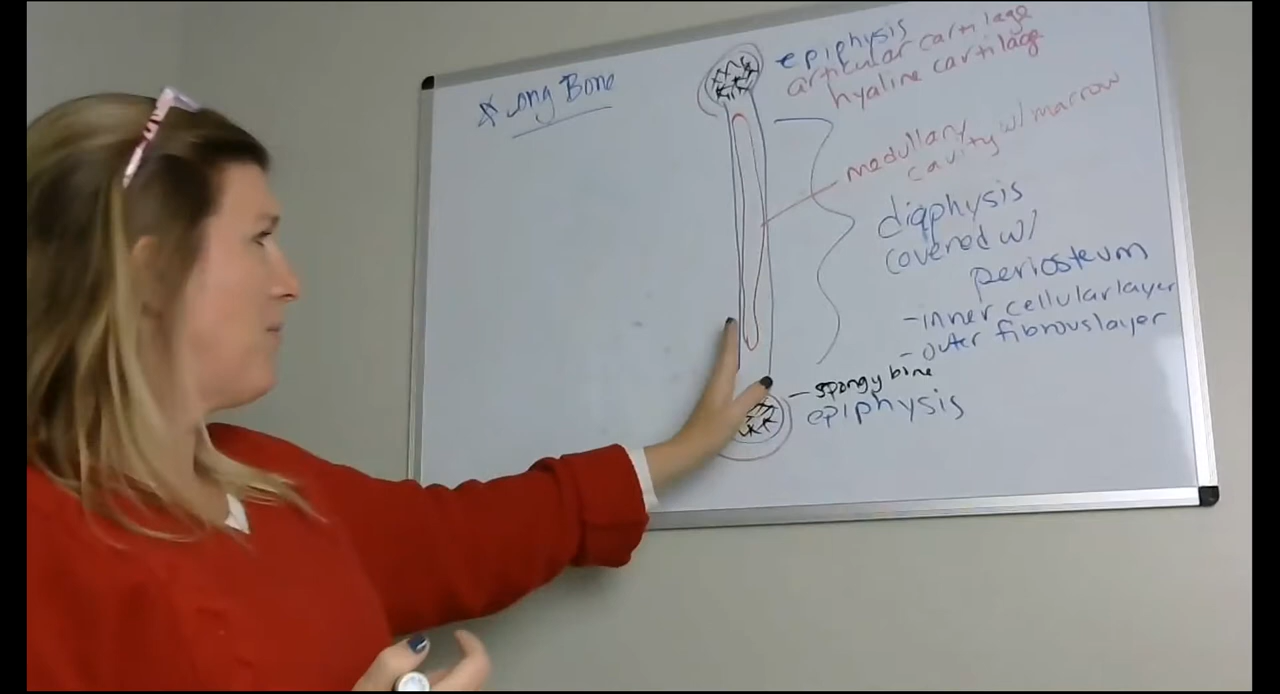 Long Bone
epiphysis
articular cartilage
hyaline cartilage
medullary
cavity w/ marrow
diaphysis
covered w/
periosteum
- inner cellular layer
- outer fibrous layer
- spongy bone
epiphysis